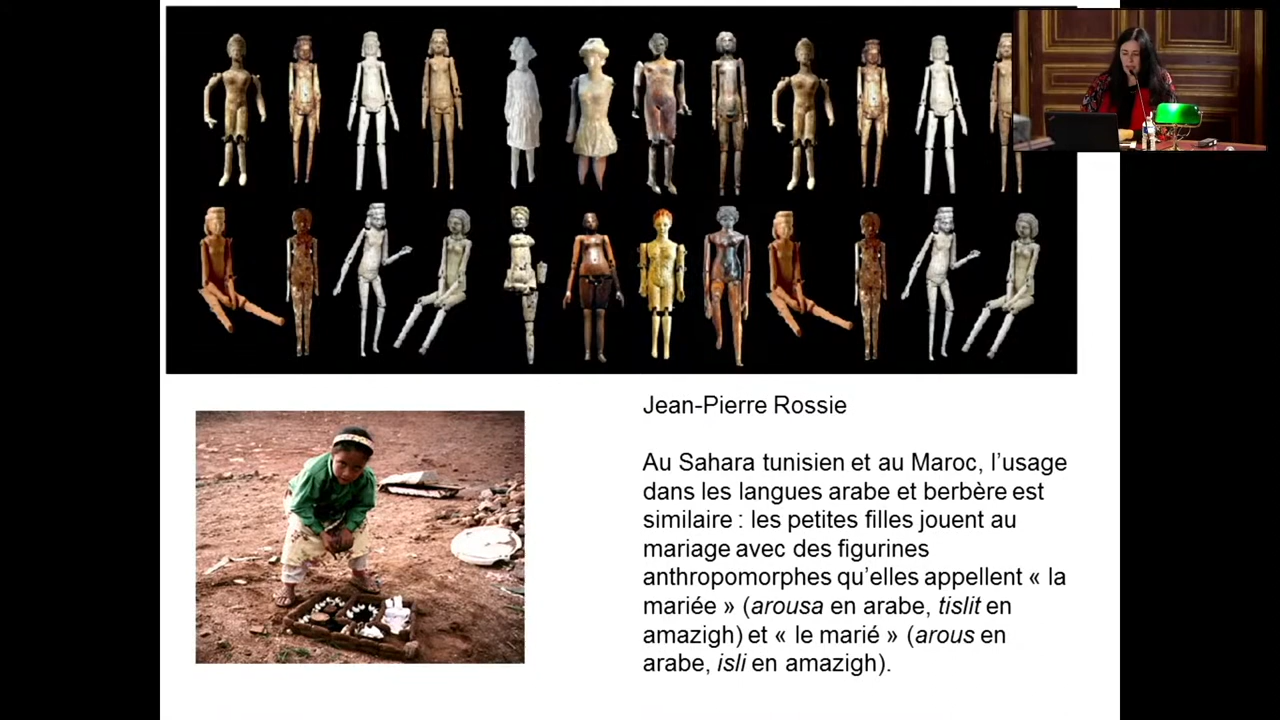 Jean-Pierre Rossie
Au Sahara tunisien et au Maroc, l’usage
dans les langues arabe et berbère est
similaire : les petites filles jouent au
mariage avec des figurines
anthropomorphes qu’elles appellent « la
mariée » (arousa en arabe, tislit en
amazigh) et « le marié » (arous en
arabe, isli en amazigh).